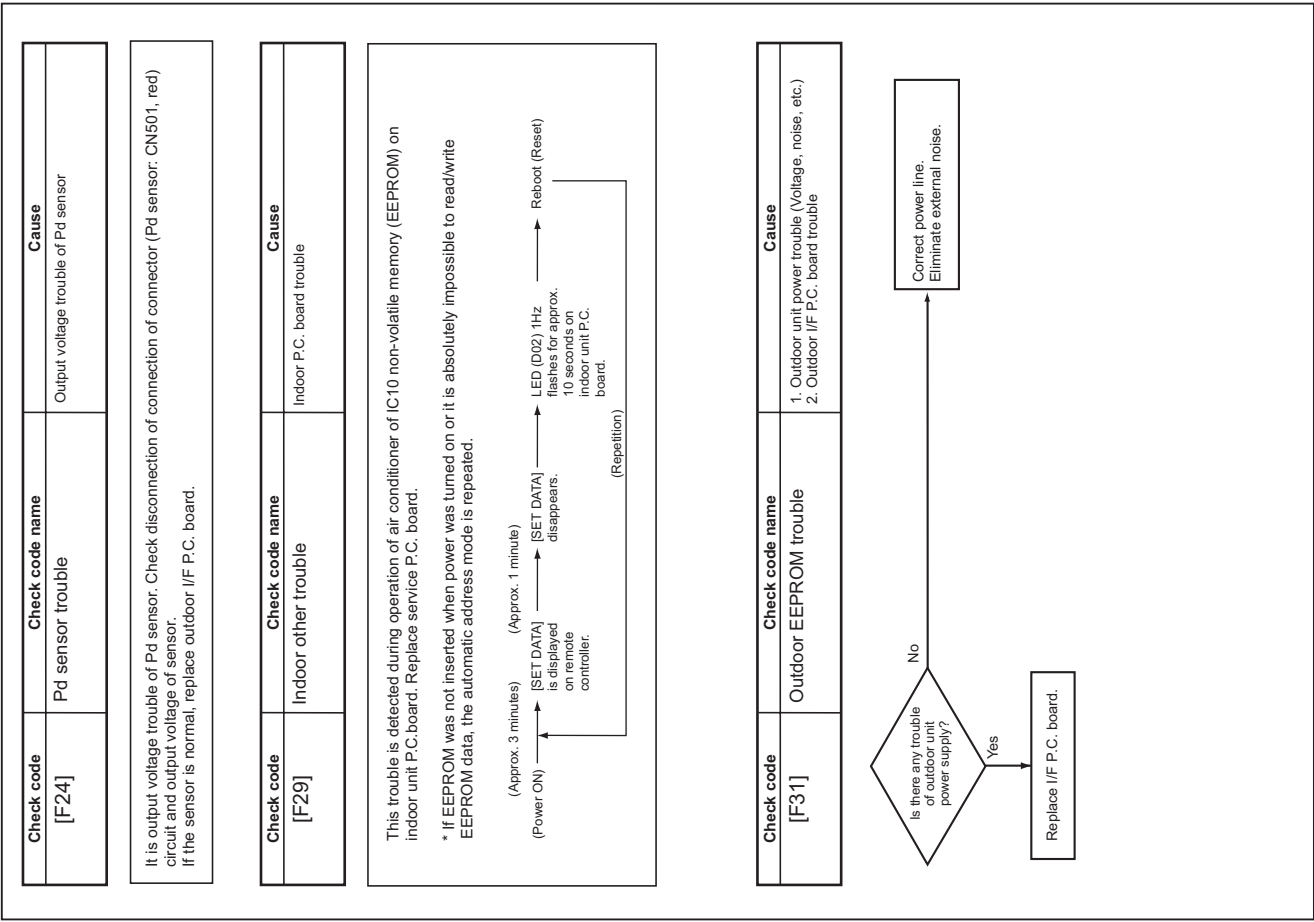 Check code Check code name Cause
[F24] Pd sensor trouble Output voltage trouble of Pd sensor
It is output voltage trouble of Pd sensor. Check disconnection of connection of connector (Pd sensor: CN501, red)
circuit and output voltage of sensor.
If the sensor is normal, replace outdoor I/F P.C. board.
Check code Check code name Cause
[F29] Indoor other trouble Indoor P.C. board trouble
This trouble is detected during operation of air conditioner of IC10 non-volatile memory (EEPROM) on
indoor unit P.C.board. Replace service P.C. board.
* If EEPROM was not inserted when power was turned on or it is absolutely impossible to read/write
EEPROM data, the automatic address mode is repeated.
(Approx. 3 minutes) (Approx. 1 minute)
(Power ON)
[SET DATA]
is displayed
on remote
controller.
[SET DATA]
disappears.
LED (D02) 1Hz
flashes for approx.
10 seconds on
indoor unit P.C.
board.
Reboot (Reset)
(Repetition)
Check code Check code name Cause
[F31] Outdoor EEPROM trouble 1. Outdoor unit power trouble (Voltage, noise, etc.)
2. Outdoor I/F P.C. board trouble
Is there any trouble
of outdoor unit
power supply?
No
Correct power line.
Eliminate external noise.
Yes
Replace I/F P.C. board.